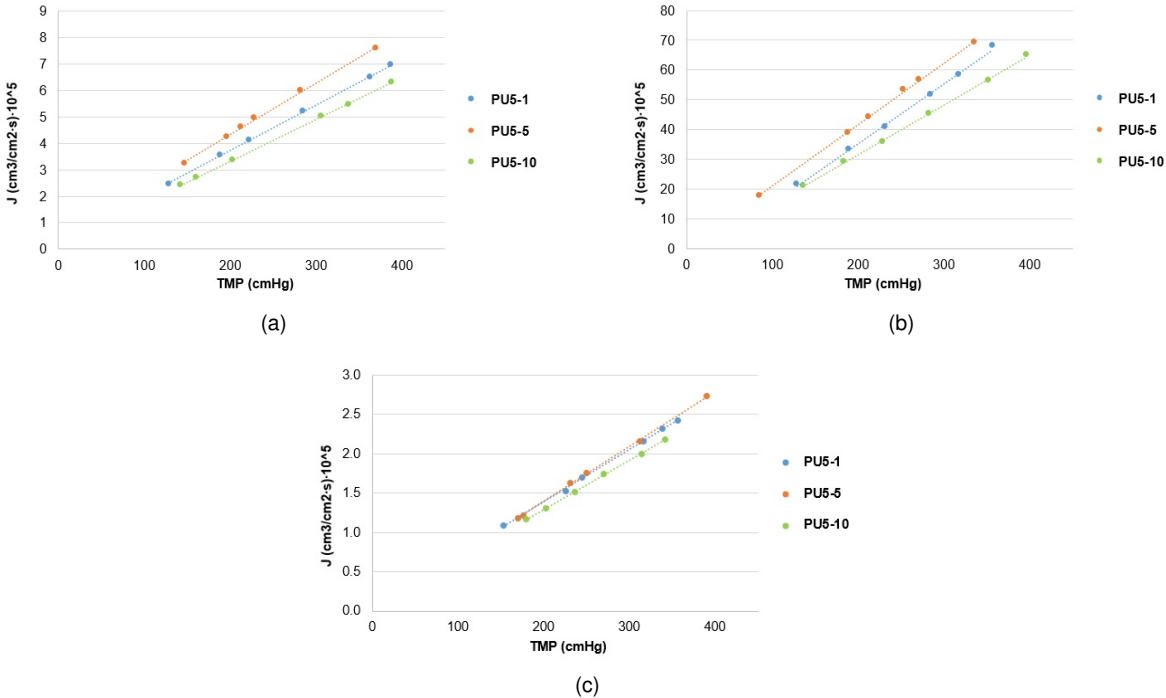 9
8
7
6
5
4
3
2
1
0
J (cm3/cm2·s)·10^5
0 100 200 300 400
TMP (cmHg)
PU5-1
PU5-5
PU5-10
(a)
80
70
60
50
40
30
20
10
0
J (cm3/cm2·s)·10^5
0 100 200 300 400
TMP (cmHg)
PU5-1
PU5-5
PU5-10
(b)
3.0
2.5
2.0
1.5
1.0
0.5
0.0
J (cm3/cm2·s)·10^5
0 100 200 300 400
TMP (cmHg)
PU5-1
PU5-5
PU5-10
(c)